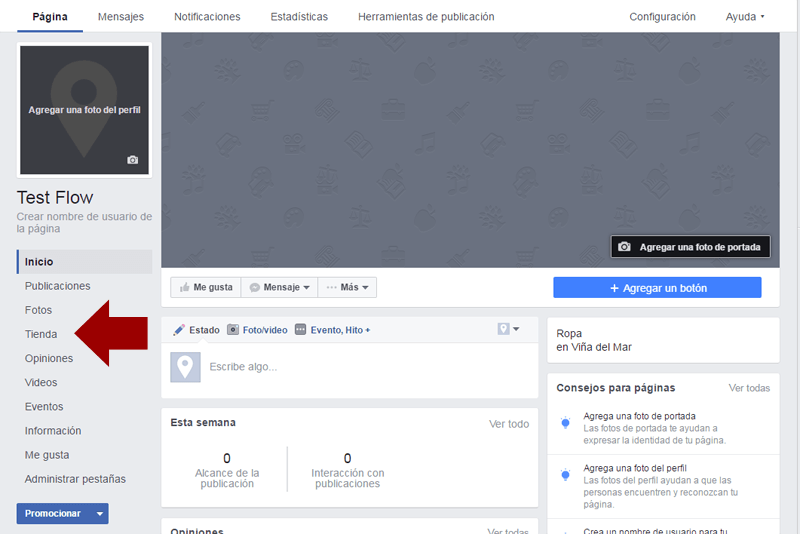 Página Mensajes Notificaciones Estadísticas Herramientas de publicación Configuración Ayuda
Agregar una foto del perfil
Test Flow
Crear nombre de usuario de
la página
Inicio
Publicaciones
Fotos
Tienda
Opiniones
Videos
Eventos
Información
Me gusta
Administrar pestañas
Promocionar
Agregar una foto de portada
Me gusta Mensaje Más
+ Agregar un botón
Estado Foto/video Evento, Hito +
Escribe algo...
Esta semana Ver todo
0 0
Alcance de la Interacción con
publicación publicaciones
Opiniones Ver todas
Ropa
en Viña del Mar
Consejos para páginas Ver todas
Agrega una foto de portada
Las fotos de portada te ayudan a
expresar la identidad de tu página.
Agrega una foto del perfil
Las fotos del perfil ayudan a que las
personas encuentren y reconozcan tu
página.
Crea un nombre de usuario para tu